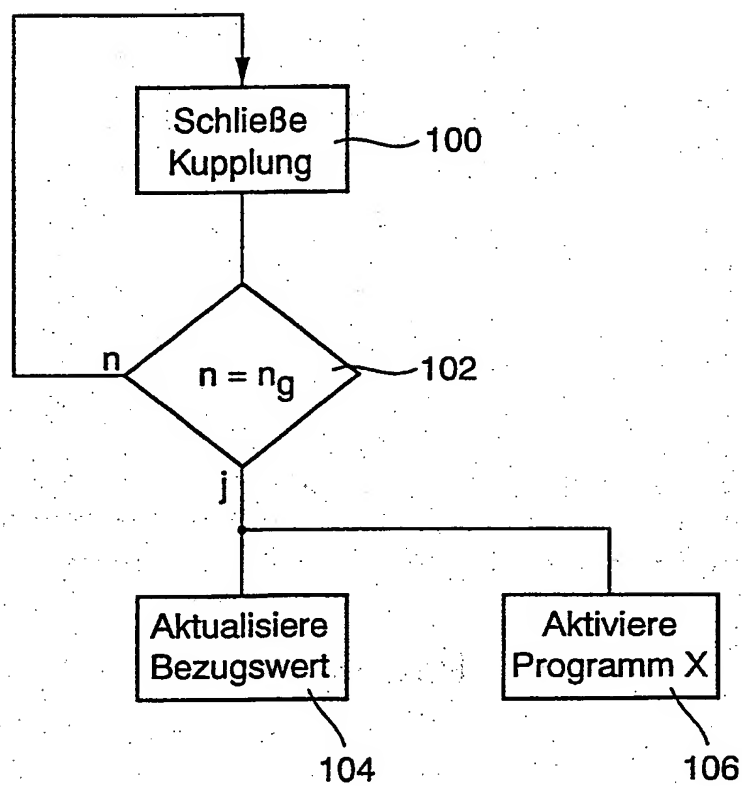 Schließe
Kupplung
100
n
n = ng
102
j
Aktualisiere
Bezugswert
Aktiviere
Programm X
104
106